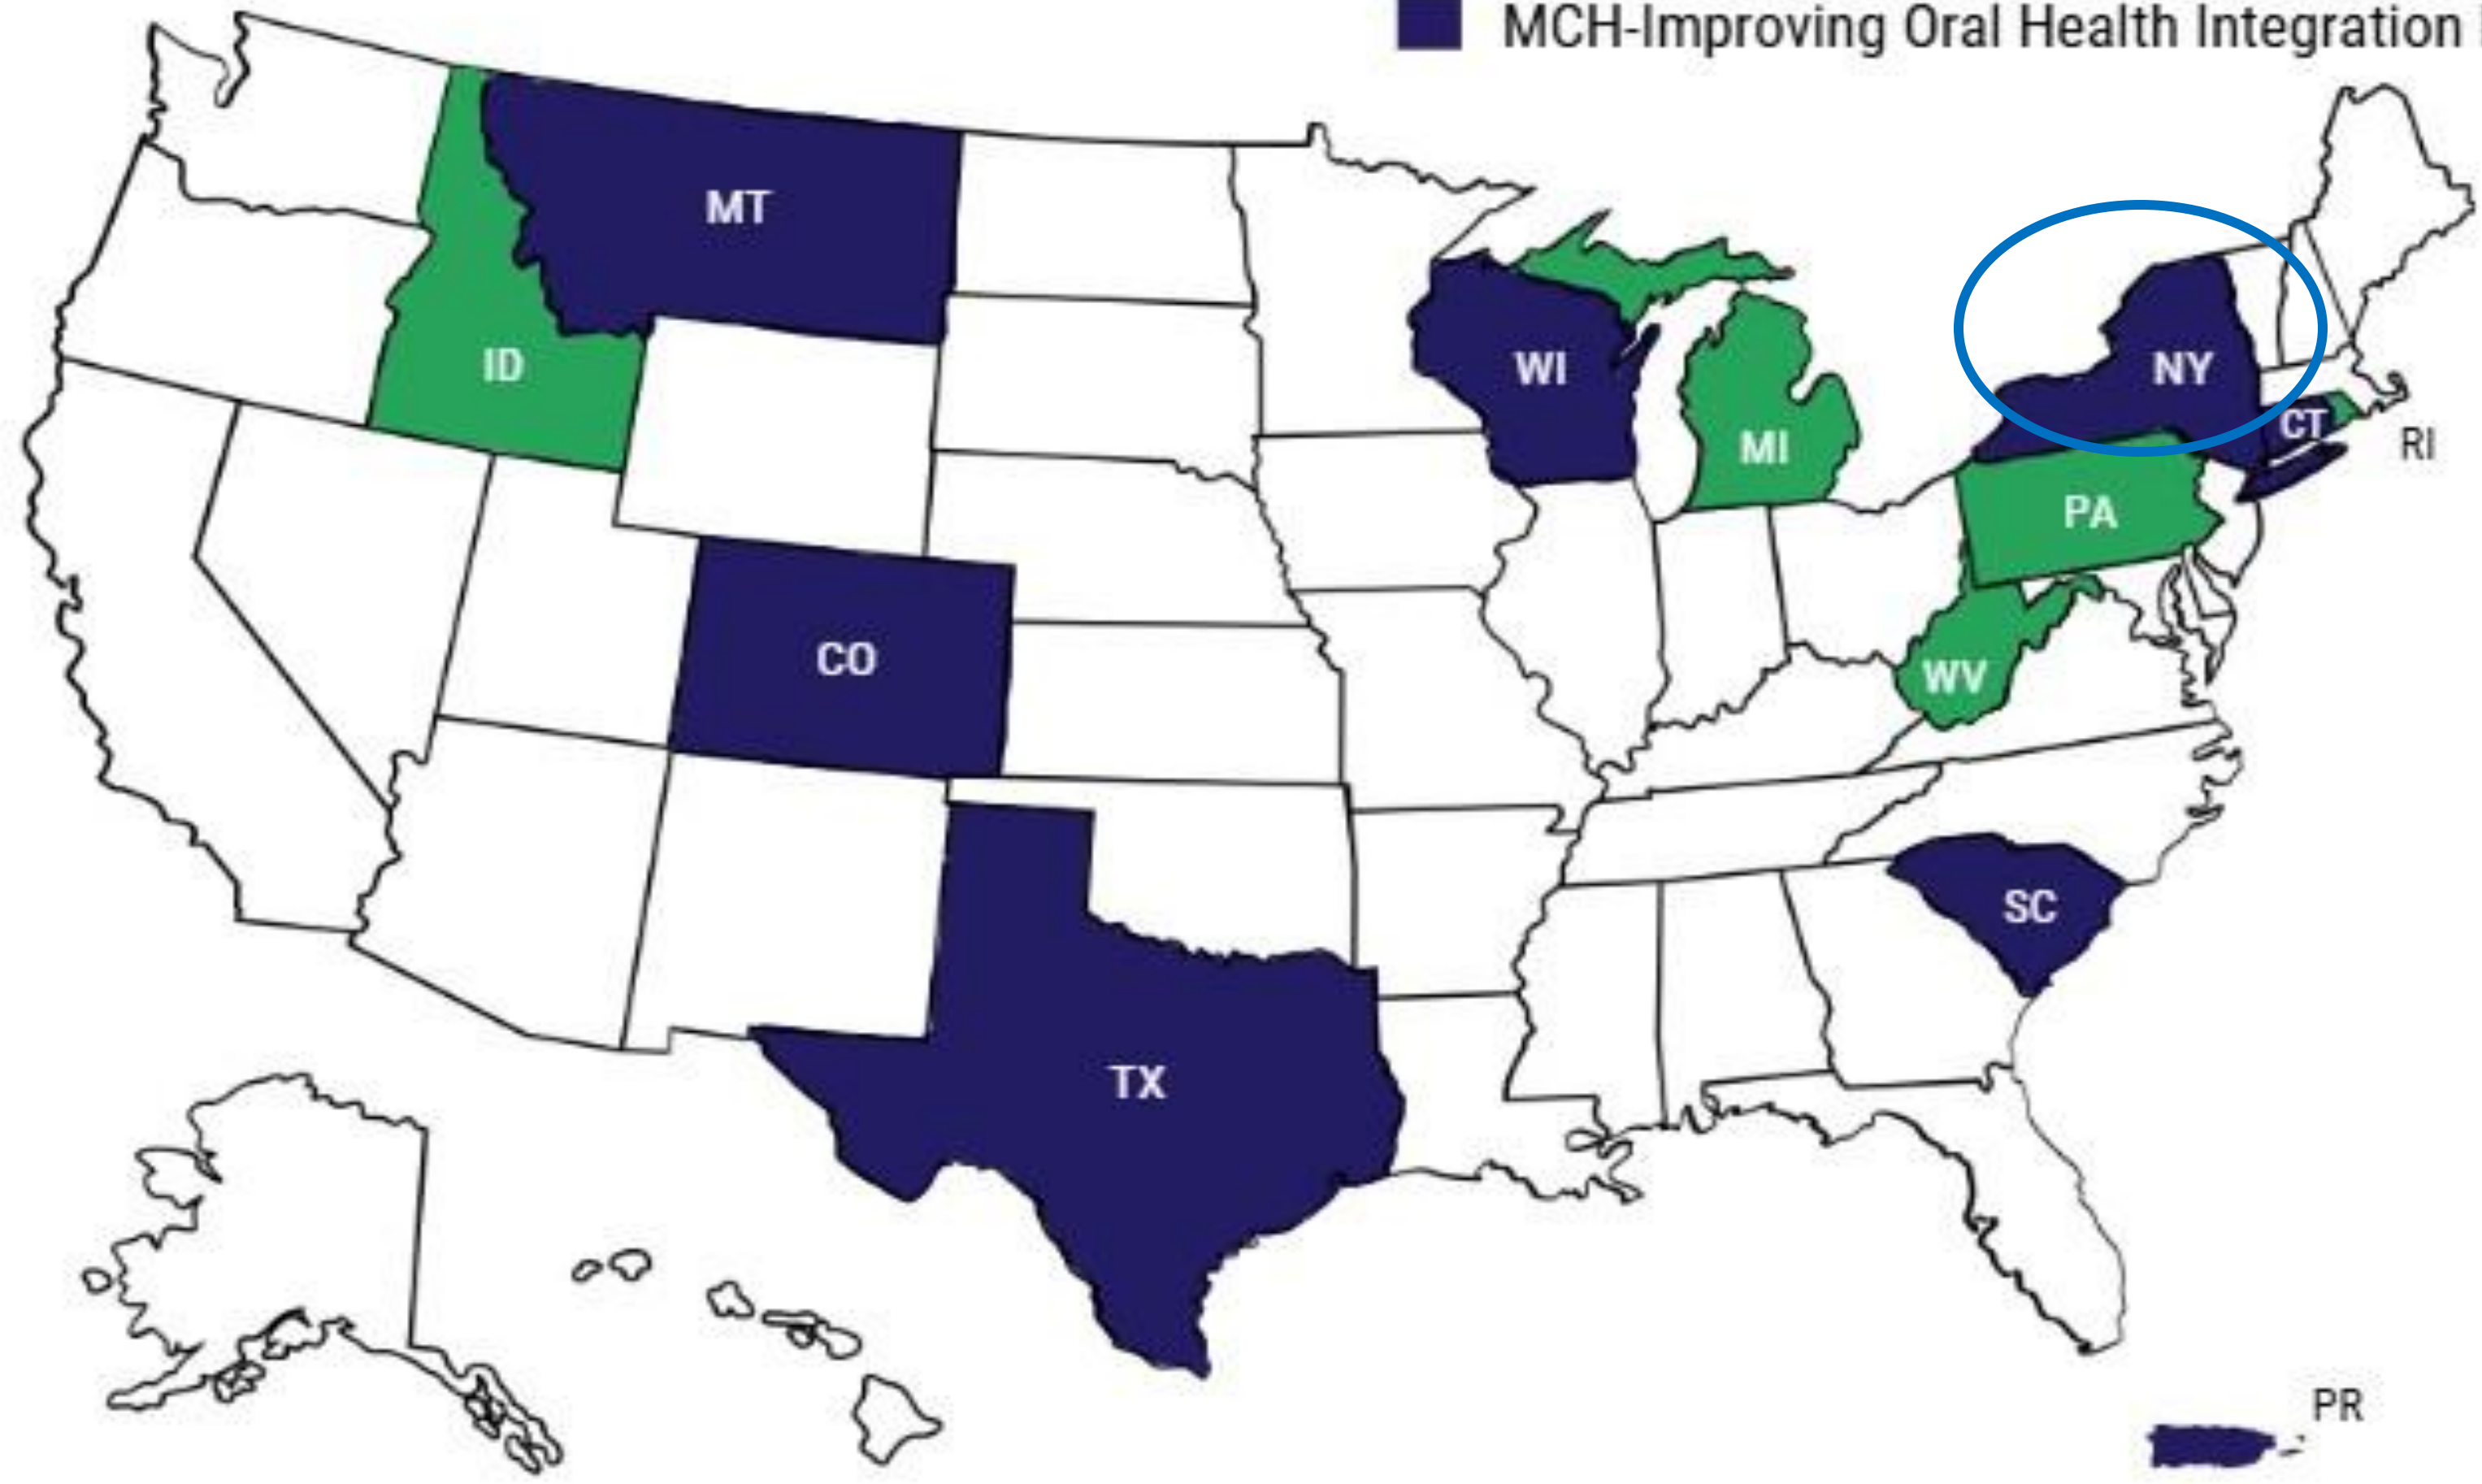 MCH-Improving Oral Health Integration
MT
ID
WI
MI
NY
CT
RI
PA
CO
WV
SC
TX
PR